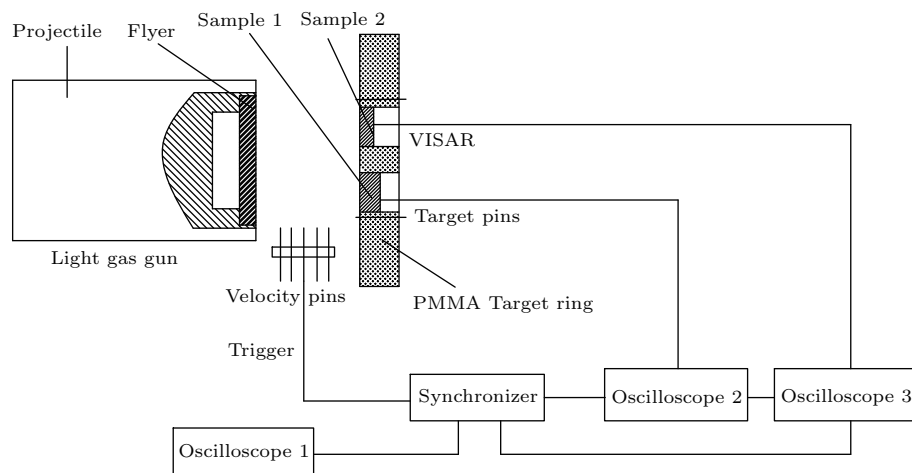 Sample 1
Sample 2
Projectile
Flyer
VISAR
Target pins
Light gas gun
Velocity pins
PMMA Target ring
Trigger
Synchronizer
Oscilloscope 2
Oscilloscope 3
Oscilloscope 1